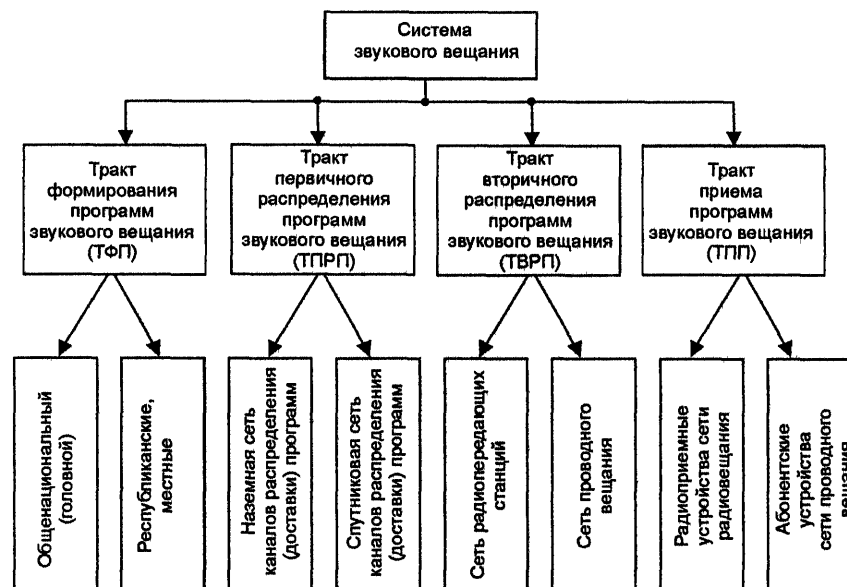 Система
звукового вещания
Тракт
формирования
программ
звукового вещания
(ТФП)
Тракт
первичного
распределения
программ
звукового вещания
(ТПРП)
Тракт
вторичного
распределения
программ
звукового вещания
(ТВРП)
Тракт
приема
программ
звукового вещания
(ТПП)
Общенациональный
(головной)
Республиканские,
местные
Наземная сеть
каналов распределения
(доставки) программ
Спутниковая сеть
каналов распределения
(доставки) программ
Сеть радиопередающих
станций
Сеть проводного
вещания
Радиоприемные
устройства сети
радиовещания
Абонентские
устройства
сети проводного
вещания